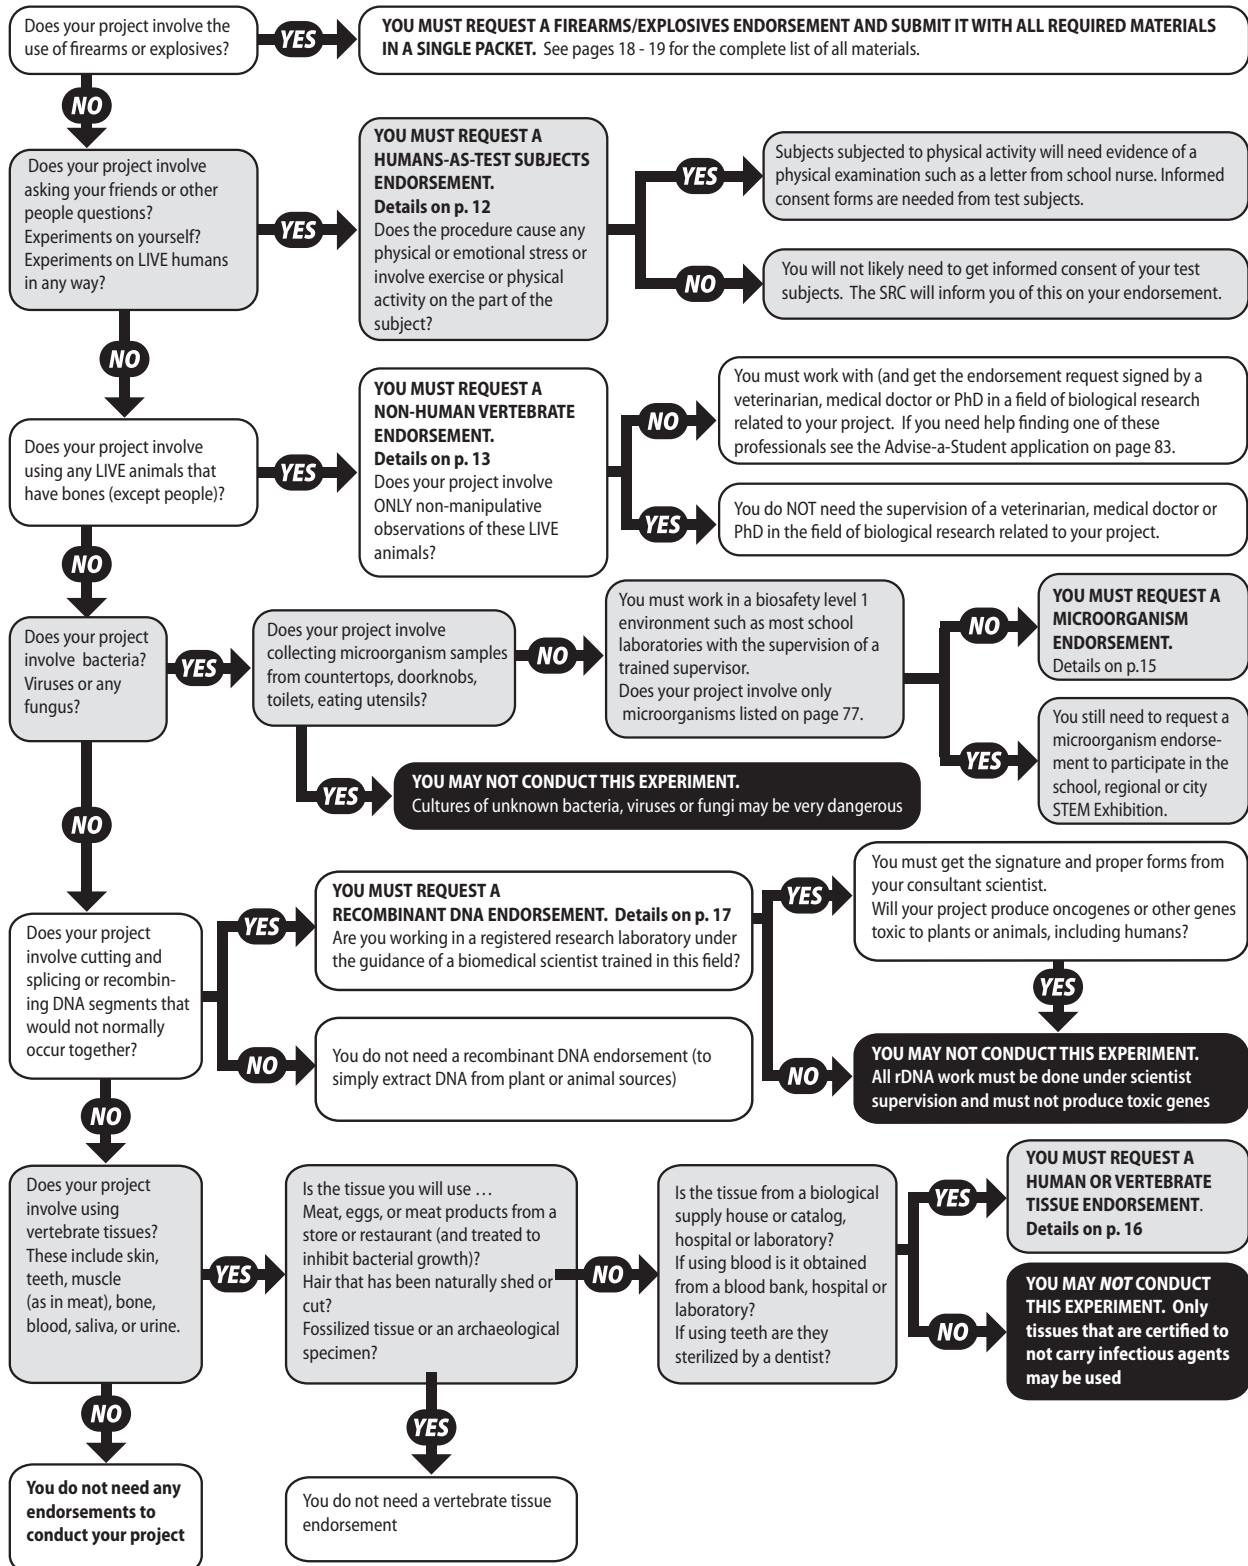 Does your project involve the
use of firearms or explosives?
YES
YOU MUST REQUEST A FIREARMS/EXPLOSIVES ENDORSEMENT AND SUBMIT IT WITH ALL REQUIRED MATERIALS
IN A SINGLE PACKET. See pages 18 - 19 for the complete list of all materials.
NO
Does your project involve
asking your friends or other
people questions?
Experiments on yourself?
Experiments on LIVE humans
in any way?
YES
YOU MUST REQUEST A
HUMANS-AS-TEST SUBJECTS
ENDORSEMENT.
Details on p. 12
Does the procedure cause any
physical or emotional stress or
involve exercise or physical
activity on the part of the
subject?
YES
Subjects subjected to physical activity will need evidence of a
physical examination such as a letter from school nurse. Informed
consent forms are needed from test subjects.
NO
You will not likely need to get informed consent of your test
subjects. The SRC will inform you of this on your endorsement.
NO
Does your project involve
using any LIVE animals that
have bones (except people)?
YES
YOU MUST REQUEST A
NON-HUMAN VERTEBRATE
ENDORSEMENT.
Details on p. 13
Does your project involve
ONLY non-manipulative
observations of these LIVE
animals?
NO
You must work with (and get the endorsement request signed by a
veterinarian, medical doctor or PhD in a field of biological research
related to your project. If you need help finding one of these
professionals see the Advise-a-Student application on page 83.
YES
You do NOT need the supervision of a veterinarian, medical doctor or
PhD in the field of biological research related to your project.
NO
Does your project
involve bacteria?
Viruses or any
fungus?
YES
Does your project involve
collecting microorganism samples
from countertops, doorknobs,
toilets, eating utensils?
NO
You must work in a biosafety level 1
environment such as most school
laboratories with the supervision of a
trained supervisor.
Does your project involve only
microorganisms listed on page 77.
NO
YOU MUST REQUEST A
MICROORGANISM
ENDORSEMENT.
Details on p.15
YES
You still need to request a
microorganism endorse-
ment to participate in the
school, regional or city
STEM Exhibition.
YES
YOU MAY NOT CONDUCT THIS EXPERIMENT.
Cultures of unknown bacteria, viruses or fungi may be very dangerous
NO
Does your project
involve cutting and
splicing or recombin-
ing DNA segments that
would not normally
occur together?
YES
YOU MUST REQUEST A
RECOMBINANT DNA ENDORSEMENT. Details on p. 17
Are you working in a registered research laboratory under
the guidance of a biomedical scientist trained in this field?
YES
You must get the signature and proper forms from
your consultant scientist.
Will your project produce oncogenes or other genes
toxic to plants or animals, including humans?
YES
NO
You do not need a recombinant DNA endorsement (to
simply extract DNA from plant or animal sources)
NO
YOU MAY NOT CONDUCT THIS EXPERIMENT.
All rDNA work must be done under scientist
supervision and must not produce toxic genes
NO
Does your project
involve using
vertebrate tissues?
These include skin,
teeth, muscle
(as in meat), bone,
blood, saliva, or urine.
YES
Is the tissue you will use …
Meat, eggs, or meat products from a
store or restaurant (and treated to
inhibit bacterial growth)?
Hair that has been naturally shed or
cut?
Fossilized tissue or an archaeological
specimen?
NO
Is the tissue from a biological
supply house or catalog,
hospital or laboratory?
If using blood is it obtained
from a blood bank, hospital or
laboratory?
If using teeth are they
sterilized by a dentist?
YES
YOU MUST REQUEST A
HUMAN OR VERTEBRATE
TISSUE ENDORSEMENT.
Details on p. 16
NO
YOU MAY NOT CONDUCT
THIS EXPERIMENT. Only
tissues that are certified to
not carry infectious agents
may be used
NO
You do not need any
endorsements to
conduct your project
YES
You do not need a vertebrate tissue
endorsement